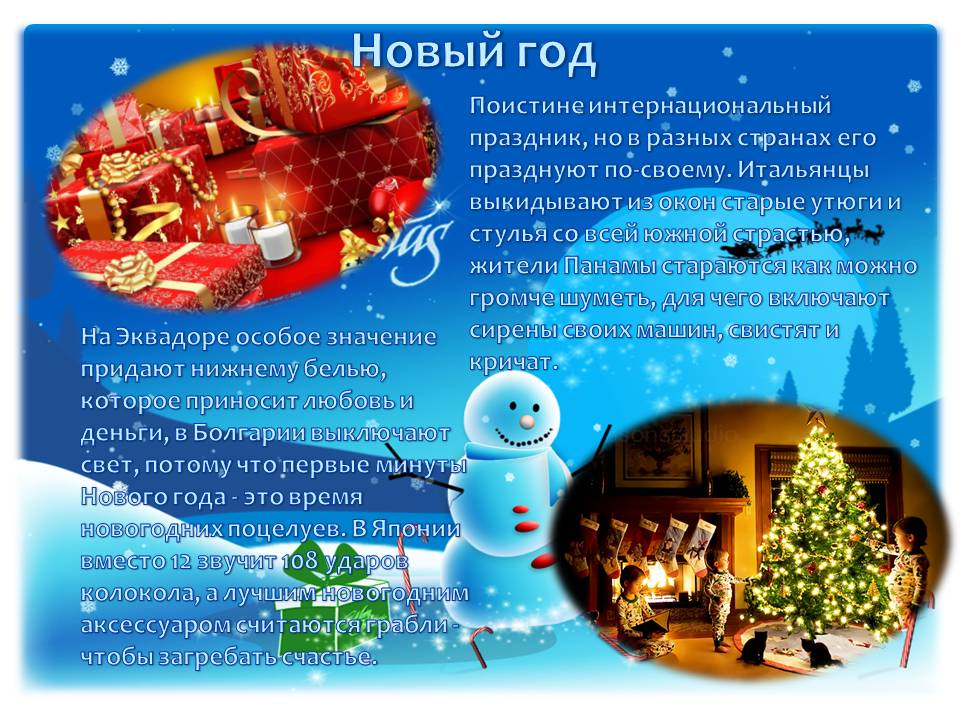 Новый год
Поистине интернациональный
праздник, но в разных странах его
празднуют по-своему. Итальянцы
выкидывают из окон старые утюги и
стулья со всей южной страстью,
жители Панамы стараются как можно
громче шуметь, для чего включают
сирены своих машин, свистят и
кричат.
На Эквадоре особое значение
придают нижнему белью,
которое приносит любовь и
деньги, в Болгарии выключают
свет, потому что первые минуты
Нового года - это время
новогодних поцелуев. В Японии
вместо 12 звучит 108 ударов
колокола, а лучшим новогодним
аксессуаром считаются грабли -
чтобы загребать счастье.